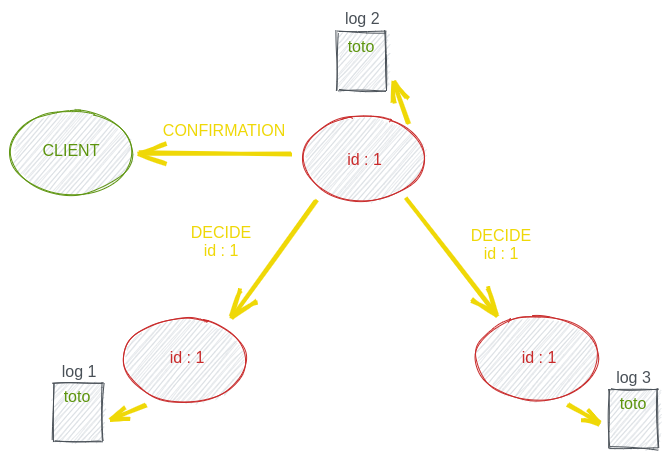 log 2
toto
CONFIRMATION
CLIENT
id : 1
DECIDE
id : 1
DECIDE
id : 1
id : 1
id : 1
log 1
toto
log 3
toto